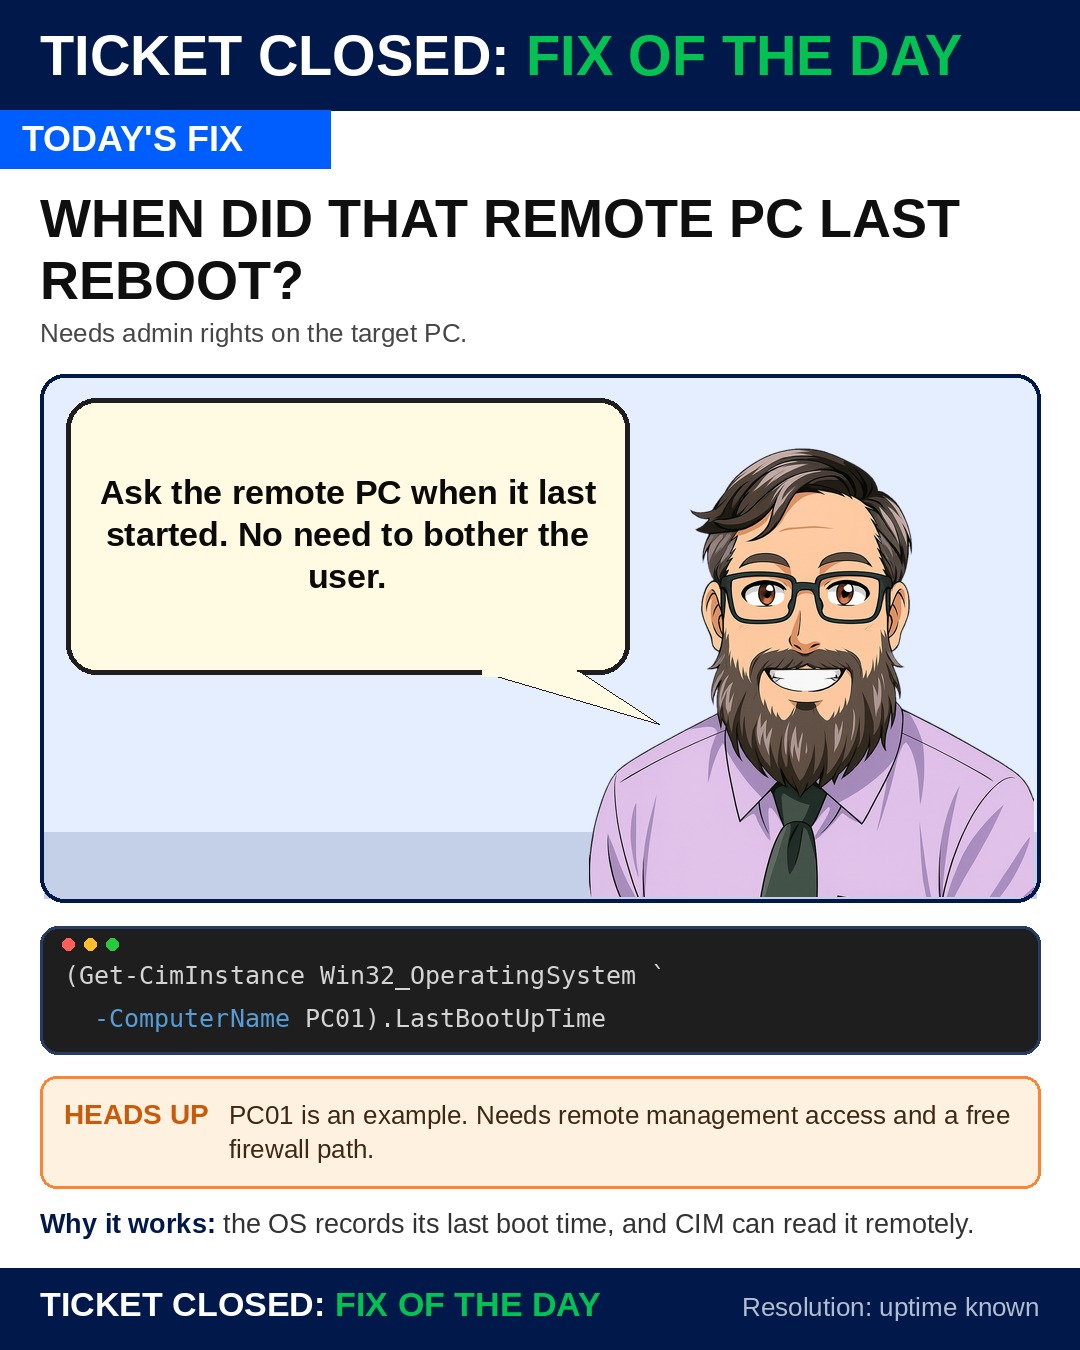 TICKET CLOSED: FIX OF THE DAY
TODAY'S FIX
WHEN DID THAT REMOTE PC LAST
REBOOT?
Needs admin rights on the target PC.
Ask the remote PC when it last
started. No need to bother the
user.
(Get-CimInstance Win32_OperatingSystem `
  -ComputerName PC01).LastBootUpTime
HEADS UP PC01 is an example. Needs remote management access and a free
firewall path.
Why it works: the OS records its last boot time, and CIM can read it remotely.
TICKET CLOSED: FIX OF THE DAY
Resolution: uptime known